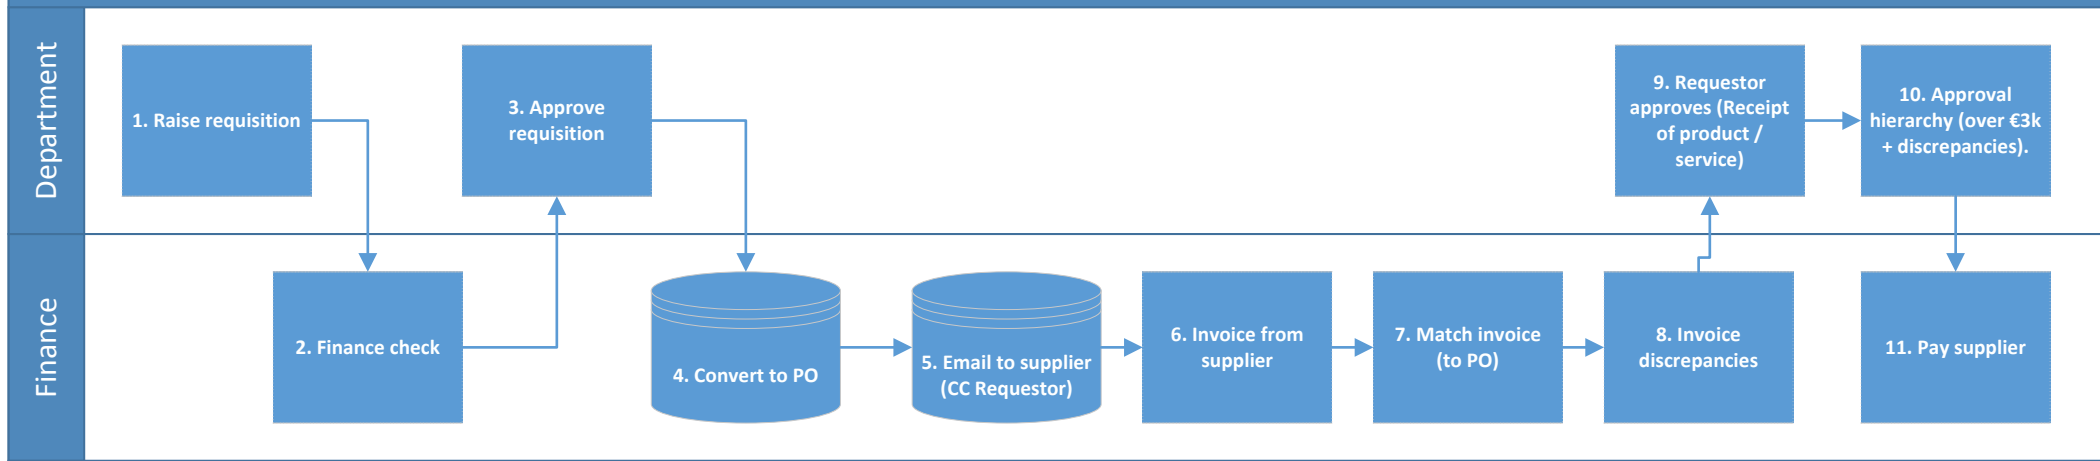 Department
1. Raise requisition
3. Approve
requisition
9. Requestor
approves (Receipt
of product /
service)
10. Approval
hierarchy (over €3k
+ discrepancies).
Finance
2. Finance check
4. Convert to PO
5. Email to supplier
(CC Requestor)
6. Invoice from
supplier
7. Match invoice
(to PO)
8. Invoice
discrepancies
11. Pay supplier